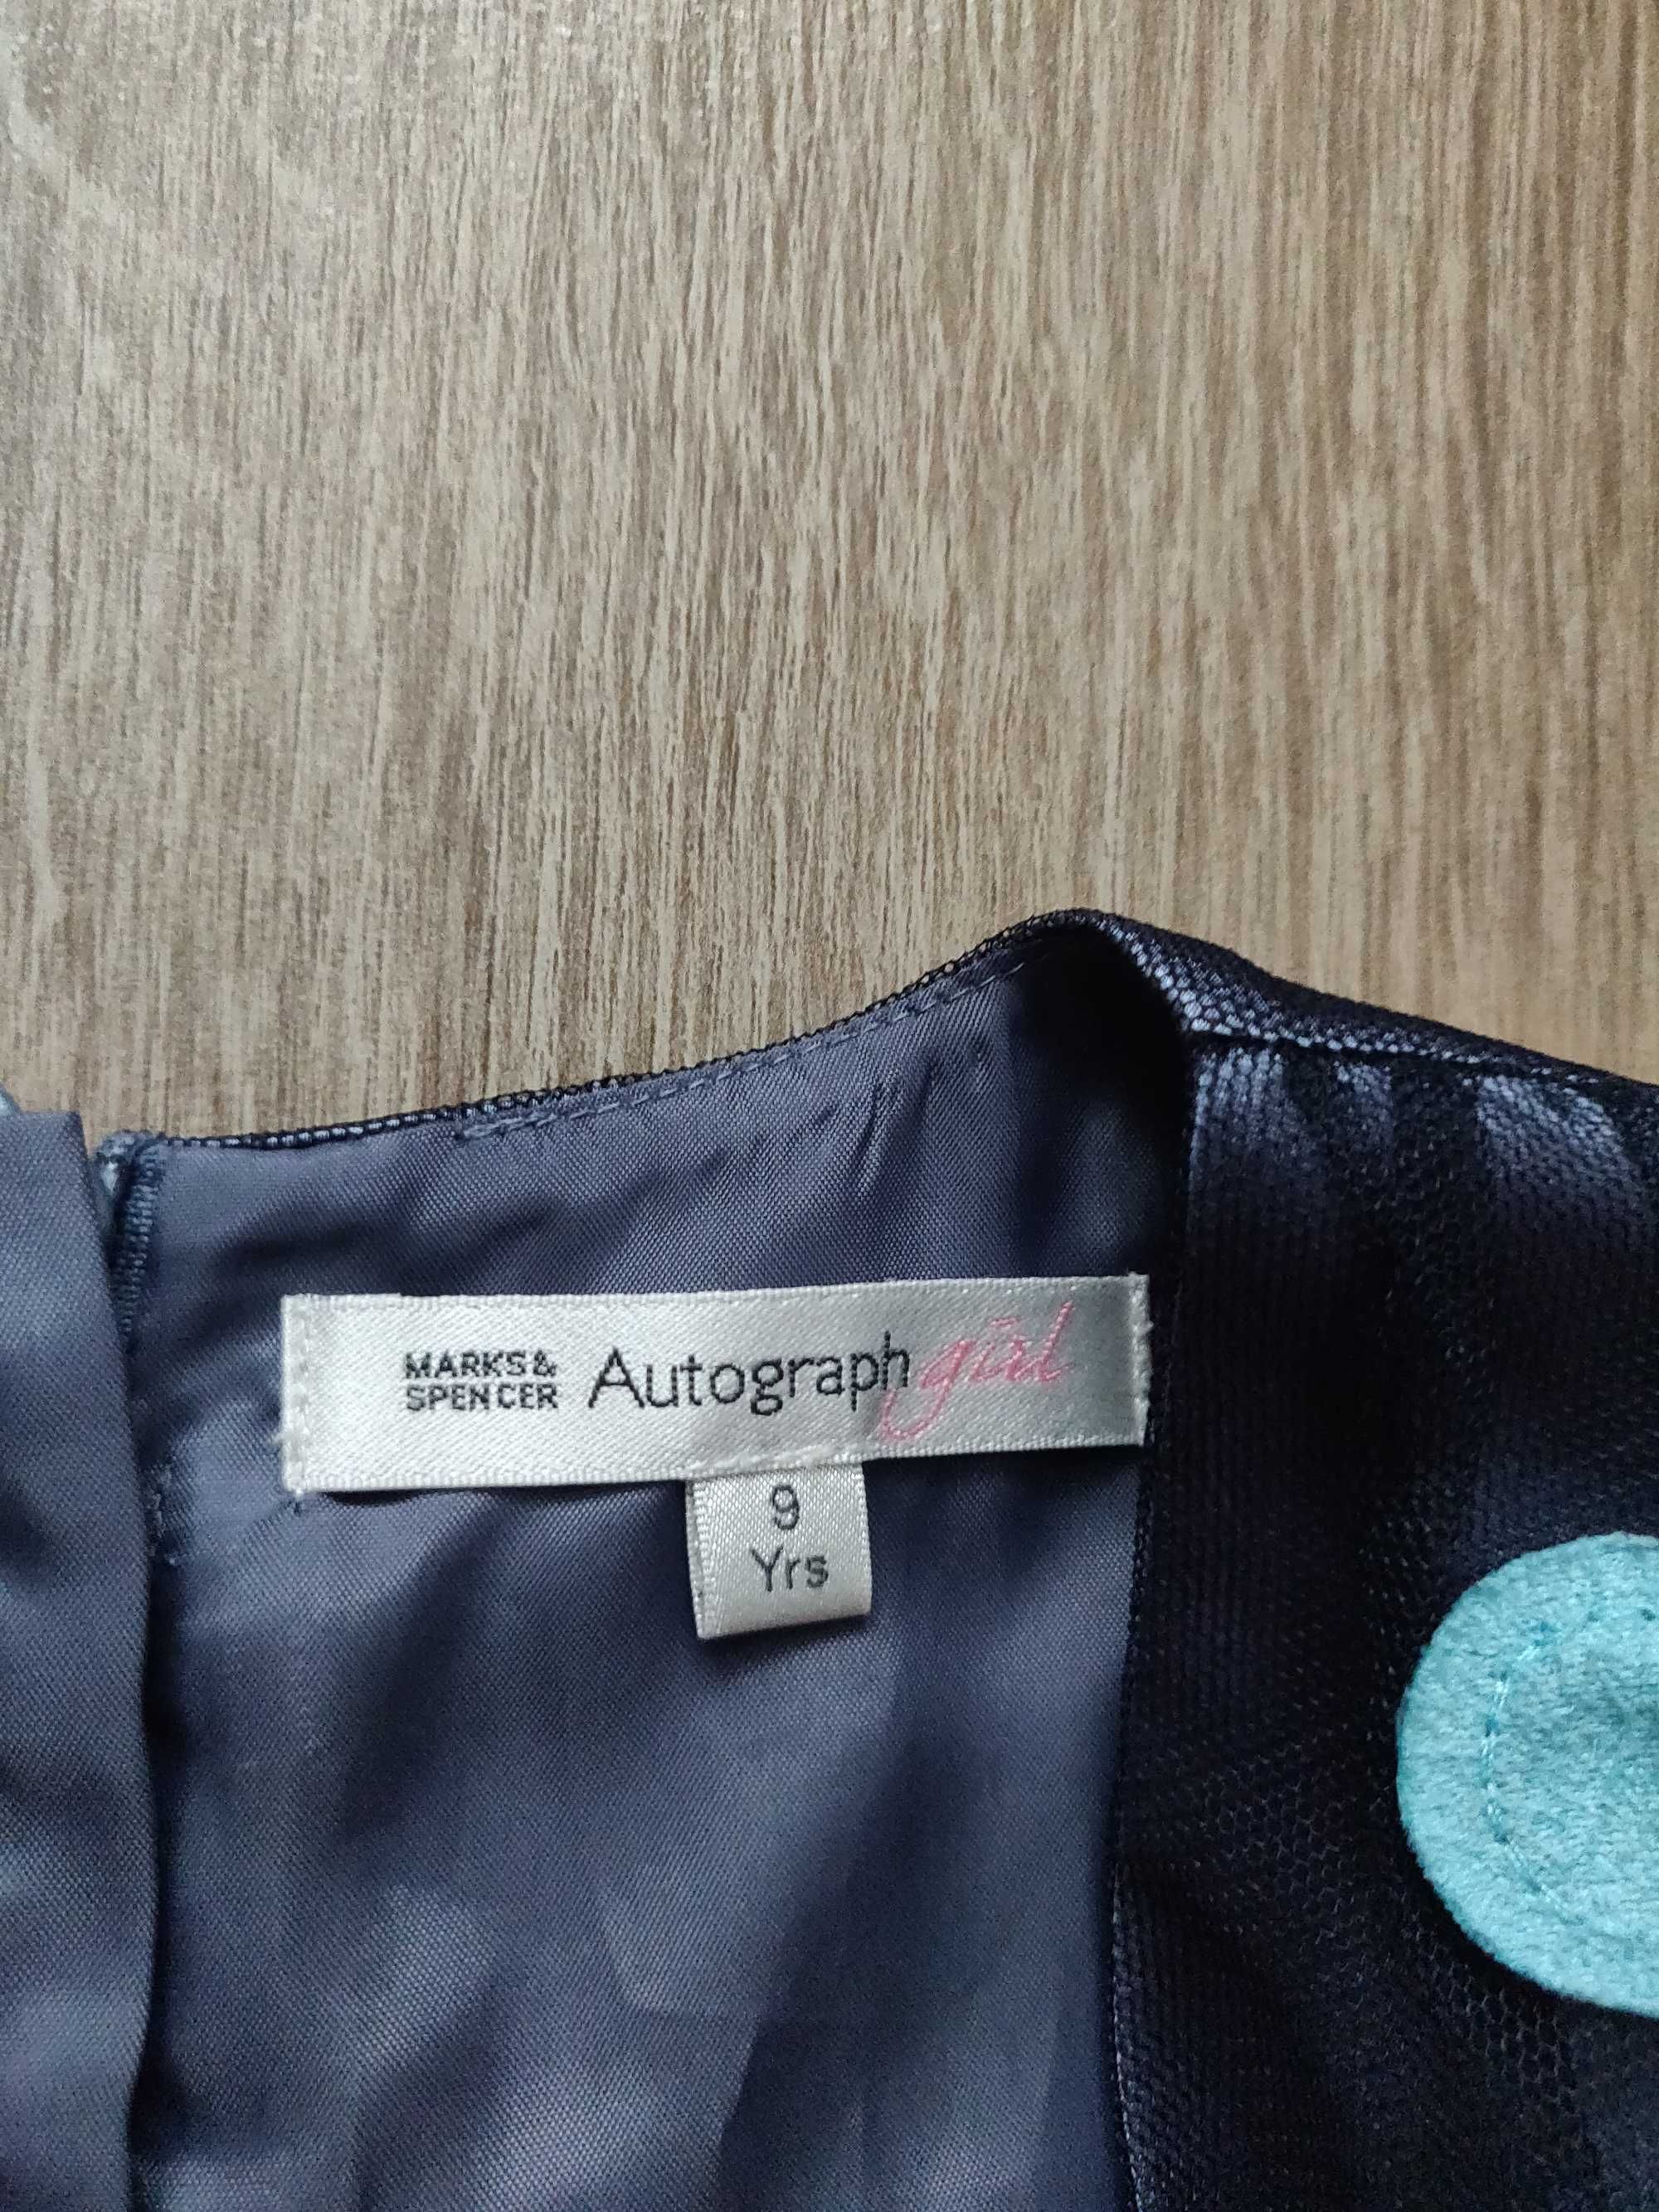 MARKS & SPENCER Autograph girl
9
Yrs